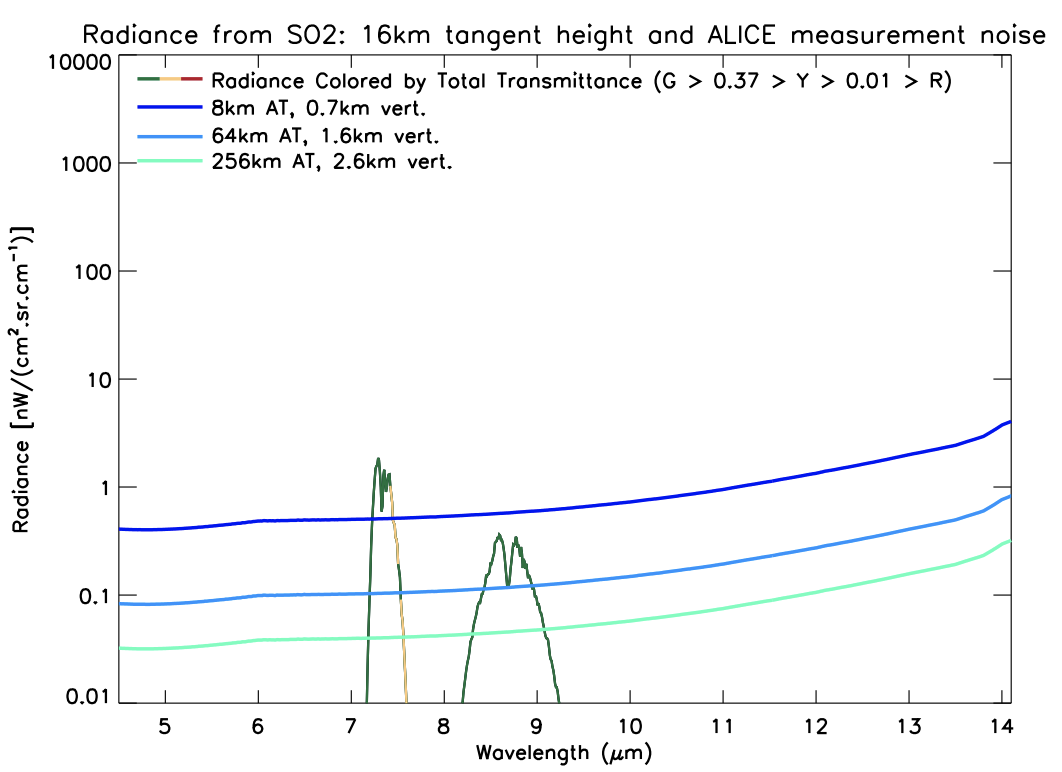 Radiance from SO2: 16km tangent height and ALICE measurement noise
10000
Radiance Colored by Total Transmittance (G > 0.37 > Y > 0.01 > R)
8km AT, 0.7km vert.
64km AT, 1.6km vert.
256km AT, 2.6km vert.
1000
100
10
1
0.1
0.01
Radiance [nW/(cm².sr.cm⁻¹)]
5 6 7 8 9 10 11 12 13 14
Wavelength (μm)